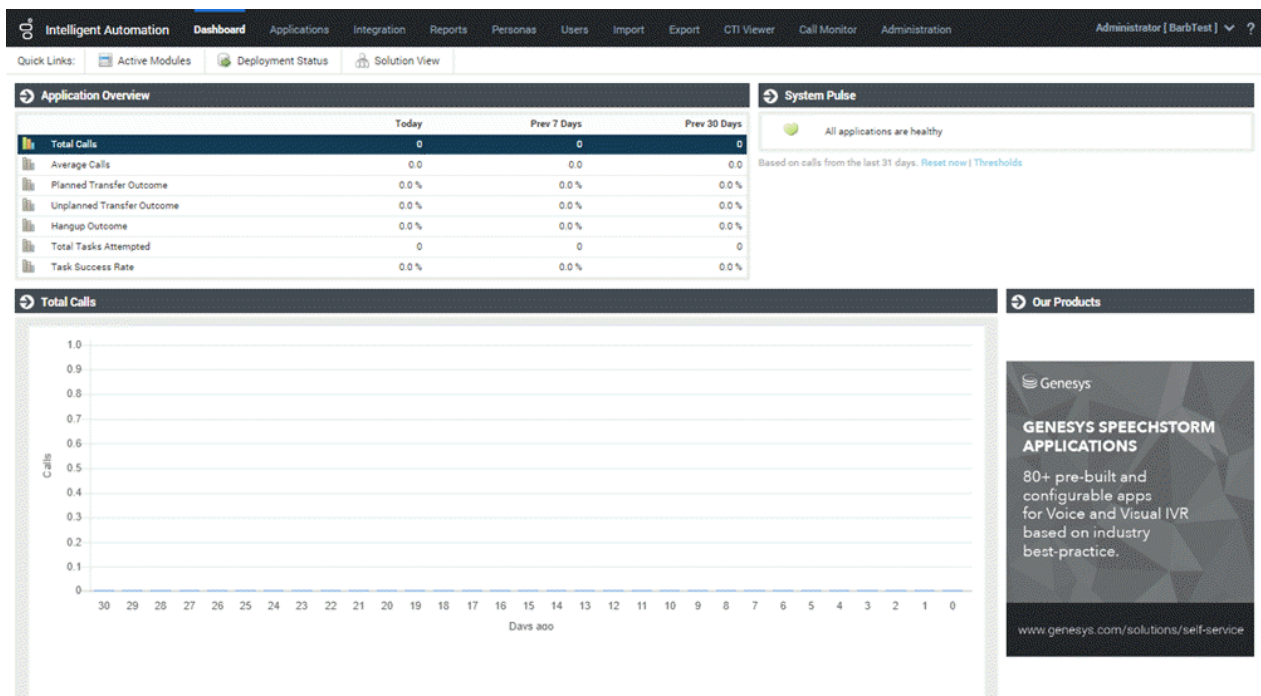 Intelligent Automation Dashboard Applications Integration Reports Personas Users Import Export CTI Viewer Call Monitor Administration Administrator [ BarbTest ] ?
Quick Links: Active Modules Deployment Status Solution View
Application Overview
Today Prev 7 Days Prev 30 Days
Total Calls 0 0 0
Average Calls 0.0 0.0 0.0
Planned Transfer Outcome 0.0 % 0.0 % 0.0 %
Unplanned Transfer Outcome 0.0 % 0.0 % 0.0 %
Hangup Outcome 0.0 % 0.0 % 0.0 %
Total Tasks Attempted 0 0 0
Task Success Rate 0.0 % 0.0 % 0.0 %
System Pulse
All applications are healthy
Based on calls from the last 31 days. Reset now | Thresholds
Total Calls
1.0
0.9
0.8
0.7
0.6
0.5
0.4
0.3
0.2
0.1
0
Calls
30 29 28 27 26 25 24 23 22 21 20 19 18 17 16 15 14 13 12 11 10 9 8 7 6 5 4 3 2 1 0
Days ago
Our Products
Genesys
GENESYS SPEECHSTORM
APPLICATIONS
80+ pre-built and
configurable apps
for Voice and Visual IVR
based on industry
best-practice.
www.genesys.com/solutions/self-service